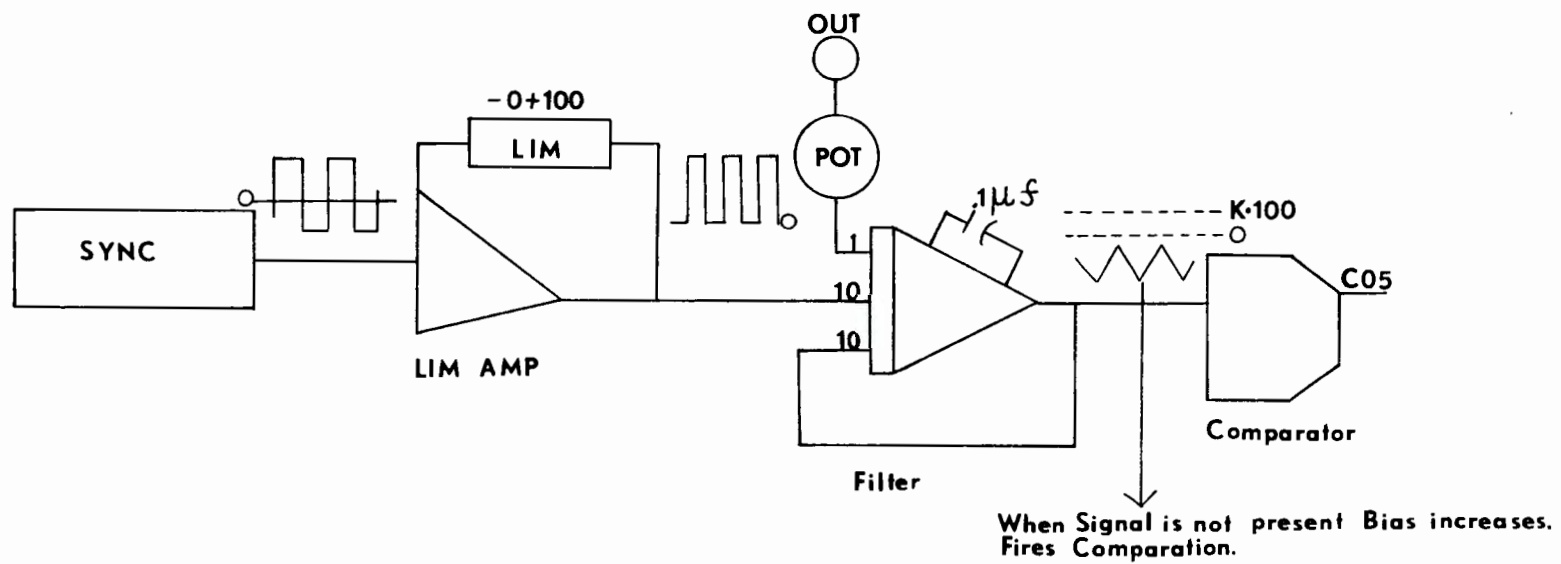 OUT
-0+100
LIM
POT
.1μf
K·100
SYNC
1
10
10
C05
LIM AMP
Comparator
Filter
When Signal is not present Bias increases.
Fires Comparation.